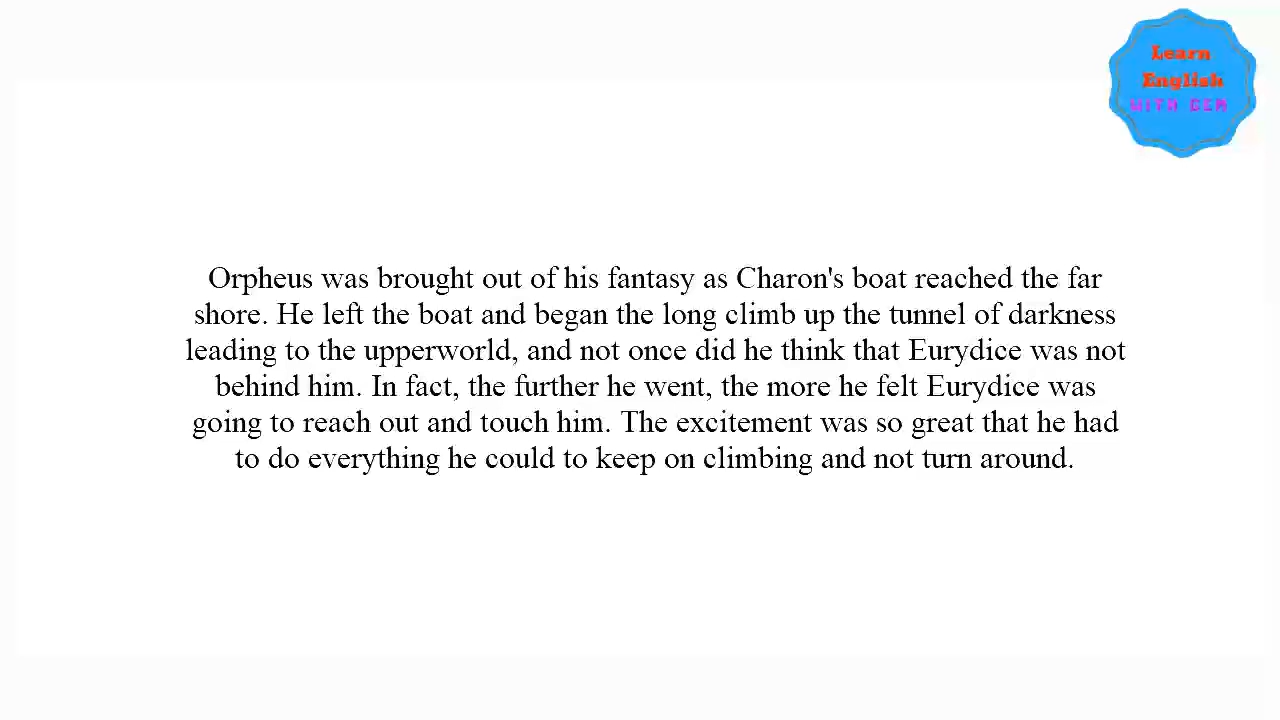 Learn
English
WITH CEM
Orpheus was brought out of his fantasy as Charon's boat reached the far
shore. He left the boat and began the long climb up the tunnel of darkness
leading to the upperworld, and not once did he think that Eurydice was not
behind him. In fact, the further he went, the more he felt Eurydice was
going to reach out and touch him. The excitement was so great that he had
to do everything he could to keep on climbing and not turn around.